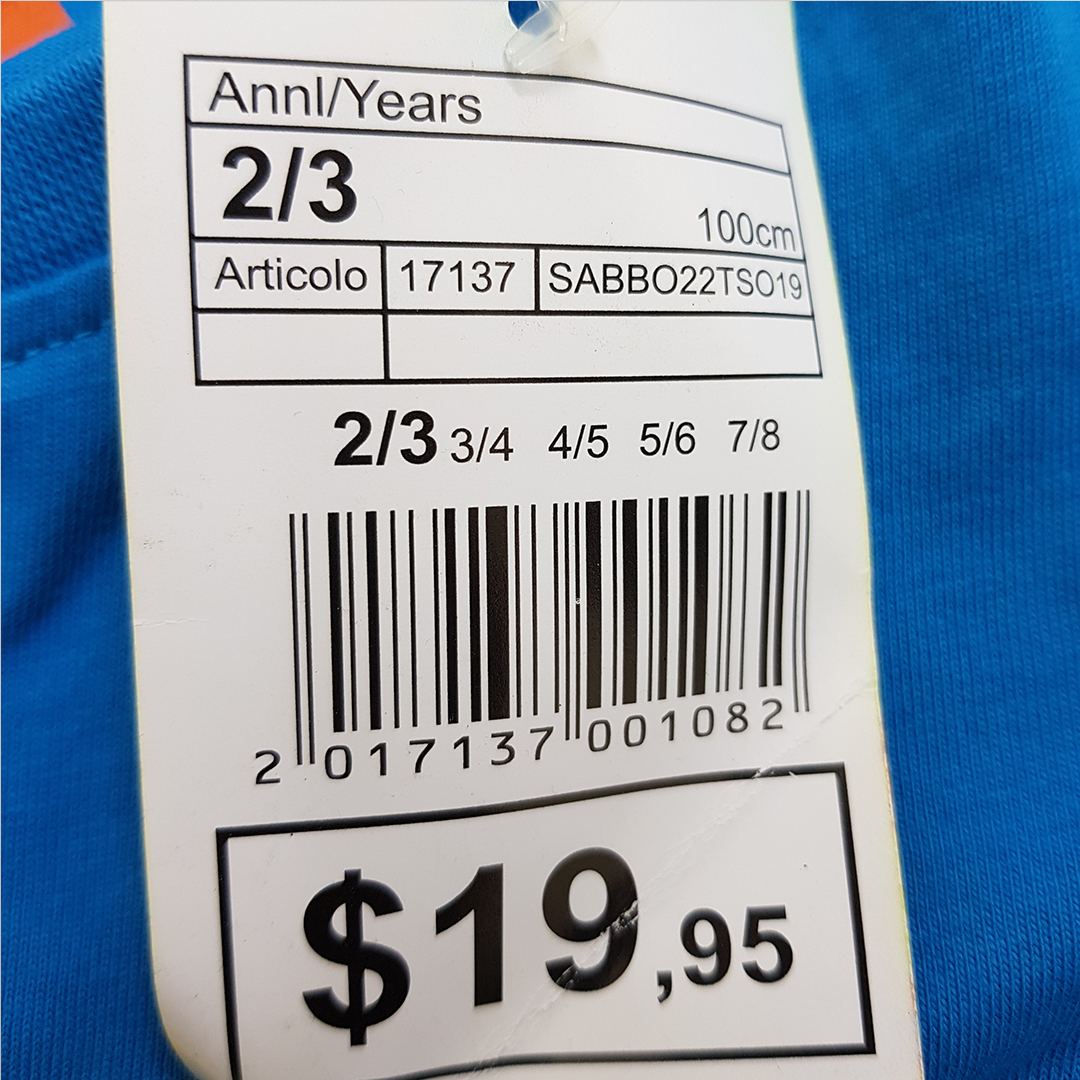 Annl/Years
2/3
100cm
Articolo 17137 SABBO22TSO19
2/3 3/4 4/5 5/6 7/8
2 017137 001082
$19,95